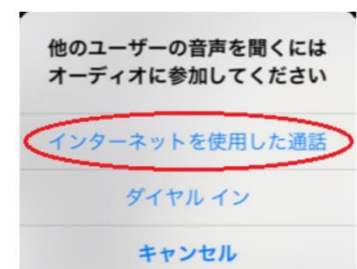 他のユーザーの音声を聞くには
オーディオに参加してください
インターネットを使用した通話
ダイヤル イン
キャンセル